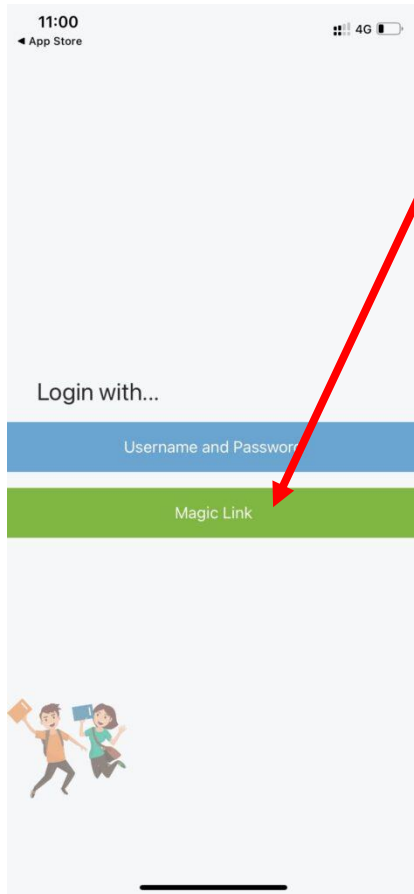 11:00
◀ App Store
4G
Login with...
Username and Password
Magic Link